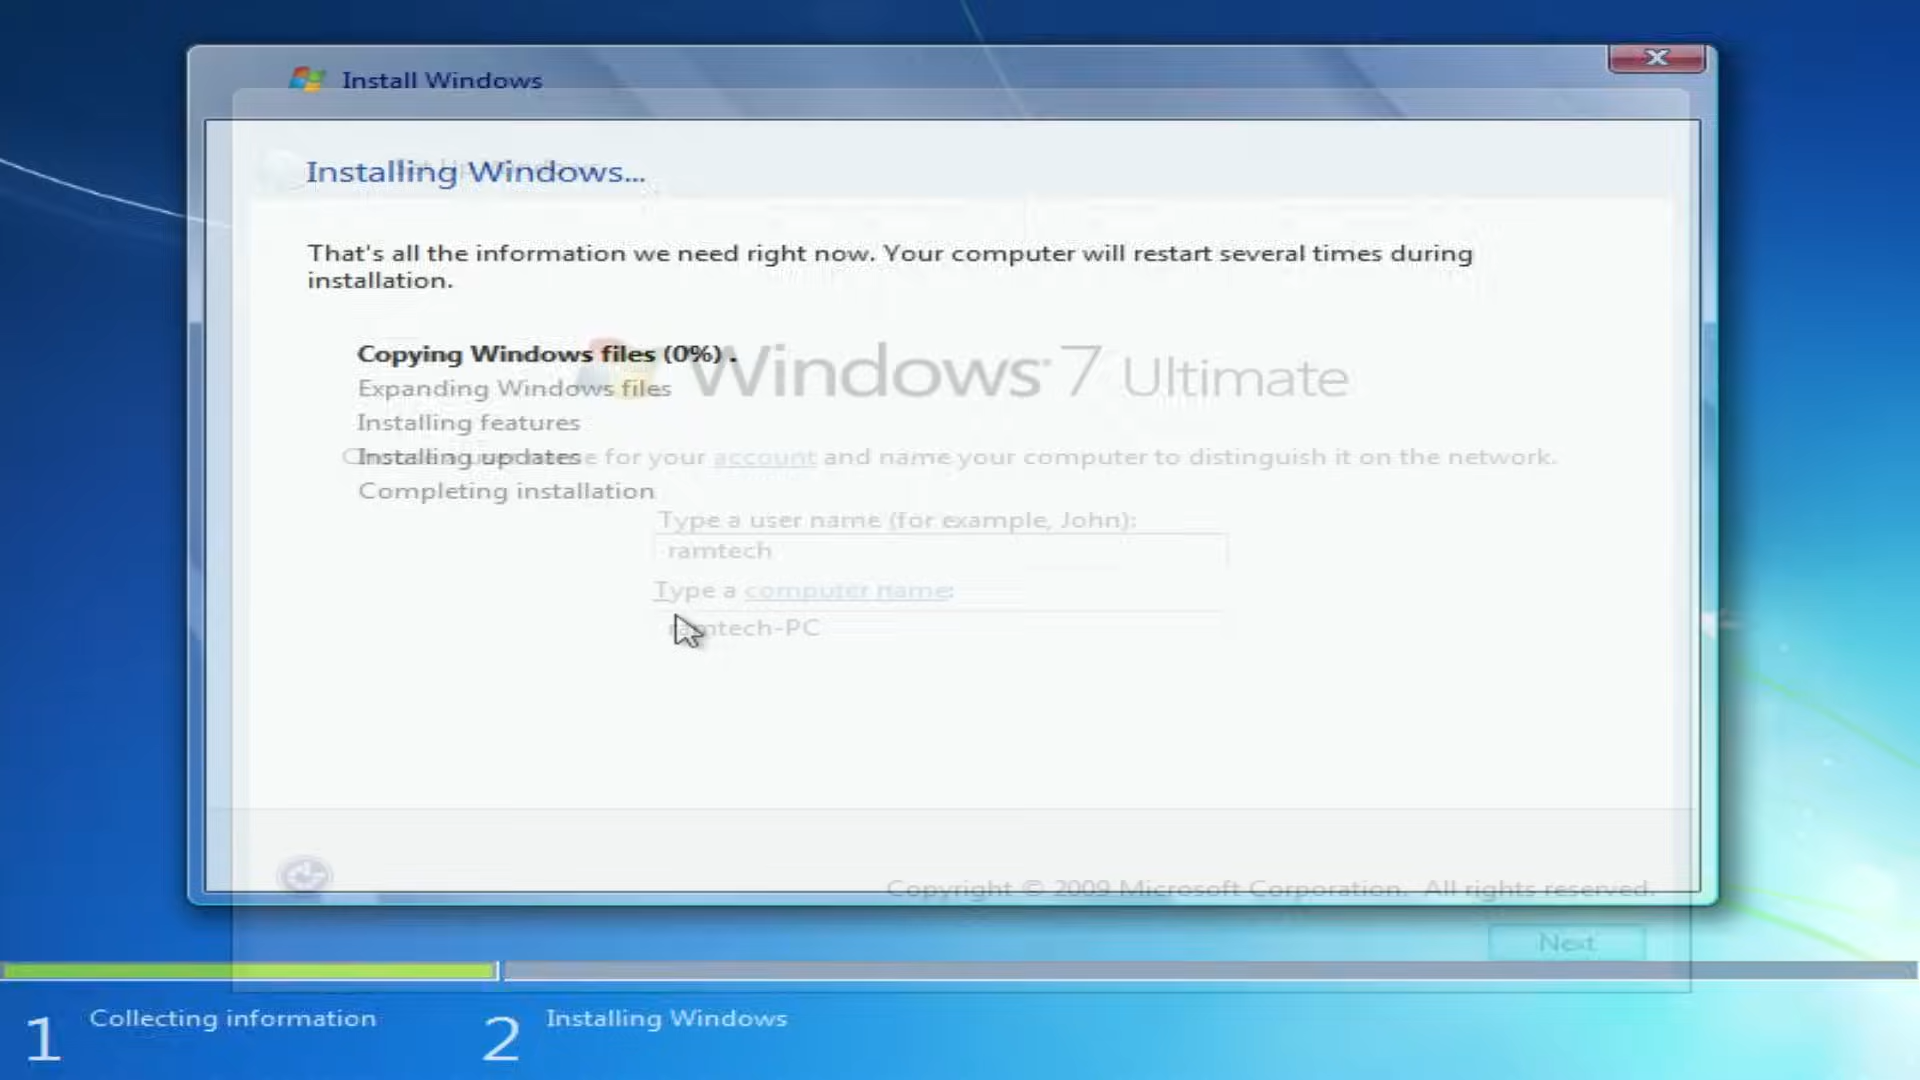 Install Windows
Installing Windows...
That's all the information we need right now. Your computer will restart several times during
installation.
Copying Windows files (0%) .
Expanding Windows files
Installing features
Installing updates
Completing installation
Windows 7 Ultimate
for your account and name your computer to distinguish it on the network.
Type a user name (for example, John):
ramtech
Type a computer name:
ramtech-PC
Copyright © 2009 Microsoft Corporation. All rights reserved.
Next
1 Collecting information
2 Installing Windows